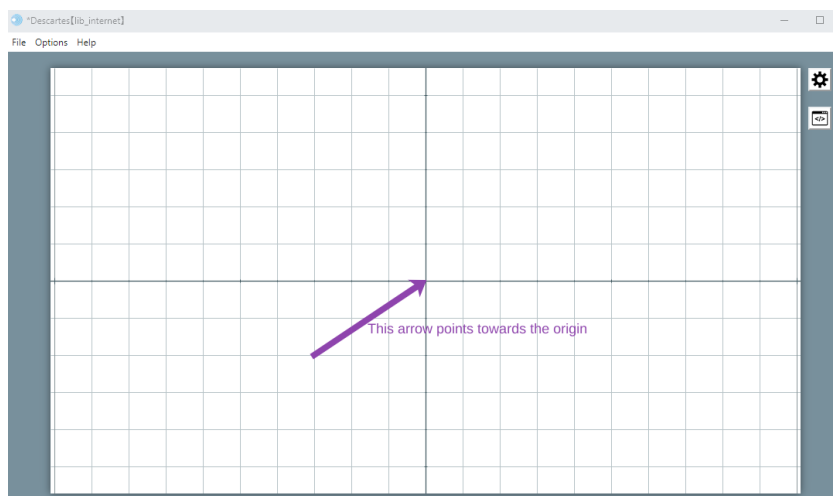 *Descartes【lib_internet】
File Options Help
</>
This arrow points towards the origin